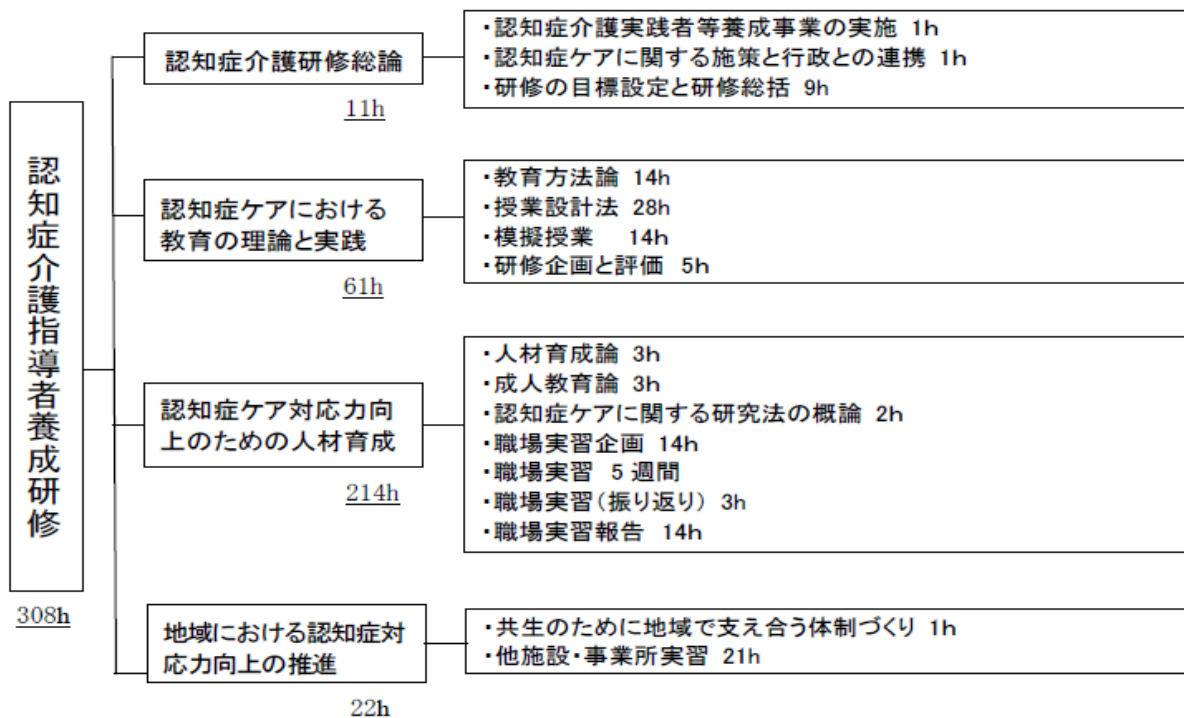 認知症介護指導者養成研修
308h
認知症介護研修総論
11h
・認知症介護実践者等養成事業の実施 1h
・認知症ケアに関する施策と行政との連携 1h
・研修の目標設定と研修総括 9h
認知症ケアにおける
教育の理論と実践
61h
・教育方法論 14h
・授業設計法 28h
・模擬授業 14h
・研修企画と評価 5h
認知症ケア対応力向
上のための人材育成
214h
・人材育成論 3h
・成人教育論 3h
・認知症ケアに関する研究法の概論 2h
・職場実習企画 14h
・職場実習 5週間
・職場実習(振り返り) 3h
・職場実習報告 14h
地域における認知症対
応力向上の推進
22h
・共生のために地域で支え合う体制づくり 1h
・他施設・事業所実習 21h